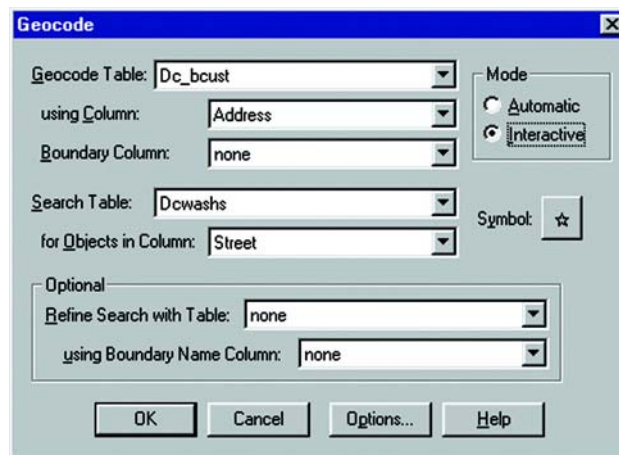 Geocode
Geocode Table: Dc_bcust
using Column: Address
Boundary Column: none
Mode
Automatic
Interactive
Search Table: Dcwashs
for Objects in Column: Street
Symbol:
Optional
Refine Search with Table: none
using Boundary Name Column: none
OK Cancel Options... Help